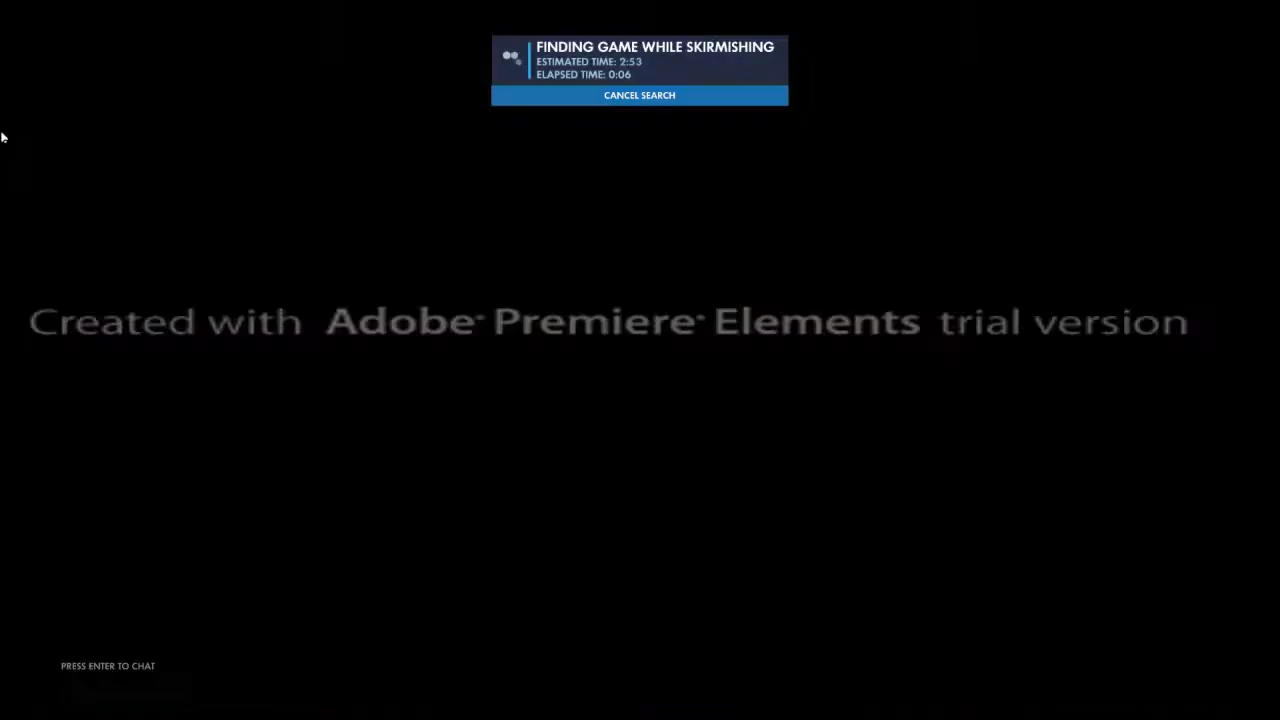 FINDING GAME WHILE SKIRMISHING
ESTIMATED TIME: 2:53
ELAPSED TIME: 0:06
CANCEL SEARCH
Created with Adobe® Premiere® Elements trial version
PRESS ENTER TO CHAT